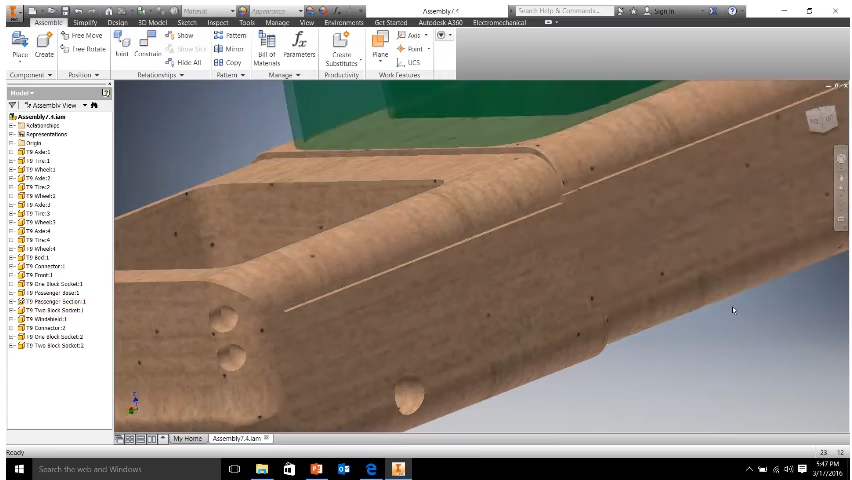 Material
Appearance
Assembly7.4
Search Help & Commands...
Sign In
Assemble Simplify Design 3D Model Sketch Inspect Tools Manage View Environments Get Started Autodesk A360 Electromechanical
Place
Create
Free Move
Free Rotate
Joint
Constrain
Show
Show Sick
Hide All
Pattern
Mirror
Copy
Bill of
Materials
Parameters
Create
Substitutes
Plane
Axis
Point
UCS
Component
Position
Relationships
Pattern
Manage
Productivity
Work Features
Model
Assembly View
Assembly7.4.iam
Relationships
Representations
Origin
T9 Axle:1
T9 Tire:1
T9 Wheel:1
T9 Axle:2
T9 Tire:2
T9 Wheel:2
T9 Axle:3
T9 Tire:3
T9 Wheel:3
T9 Axle:4
T9 Tire:4
T9 Wheel:4
T9 Bed:1
T9 Connector:1
T9 Front:1
T9 One Block Socket:1
T9 Passenger Base:1
T9 Passenger Section:1
T9 Two Block Socket:1
T9 Windshield:1
T9 Connector:2
T9 One Block Socket:2
T9 Two Block Socket:2
My Home
Assembly7.4.iam
Ready
23 12
Search the web and Windows
5:47 PM
3/17/2016